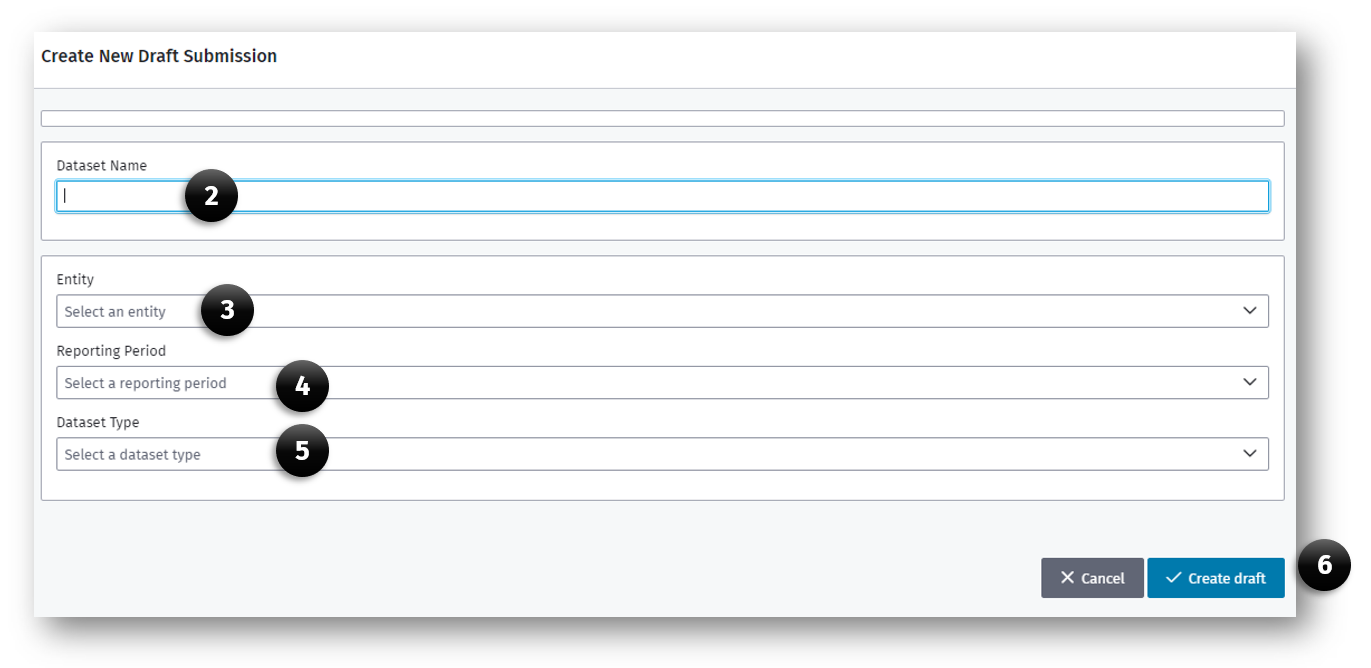 Create New Draft Submission
Dataset Name
2
Entity
Select an entity
3
Reporting Period
Select a reporting period
4
Dataset Type
Select a dataset type
5
Cancel
Create draft
6